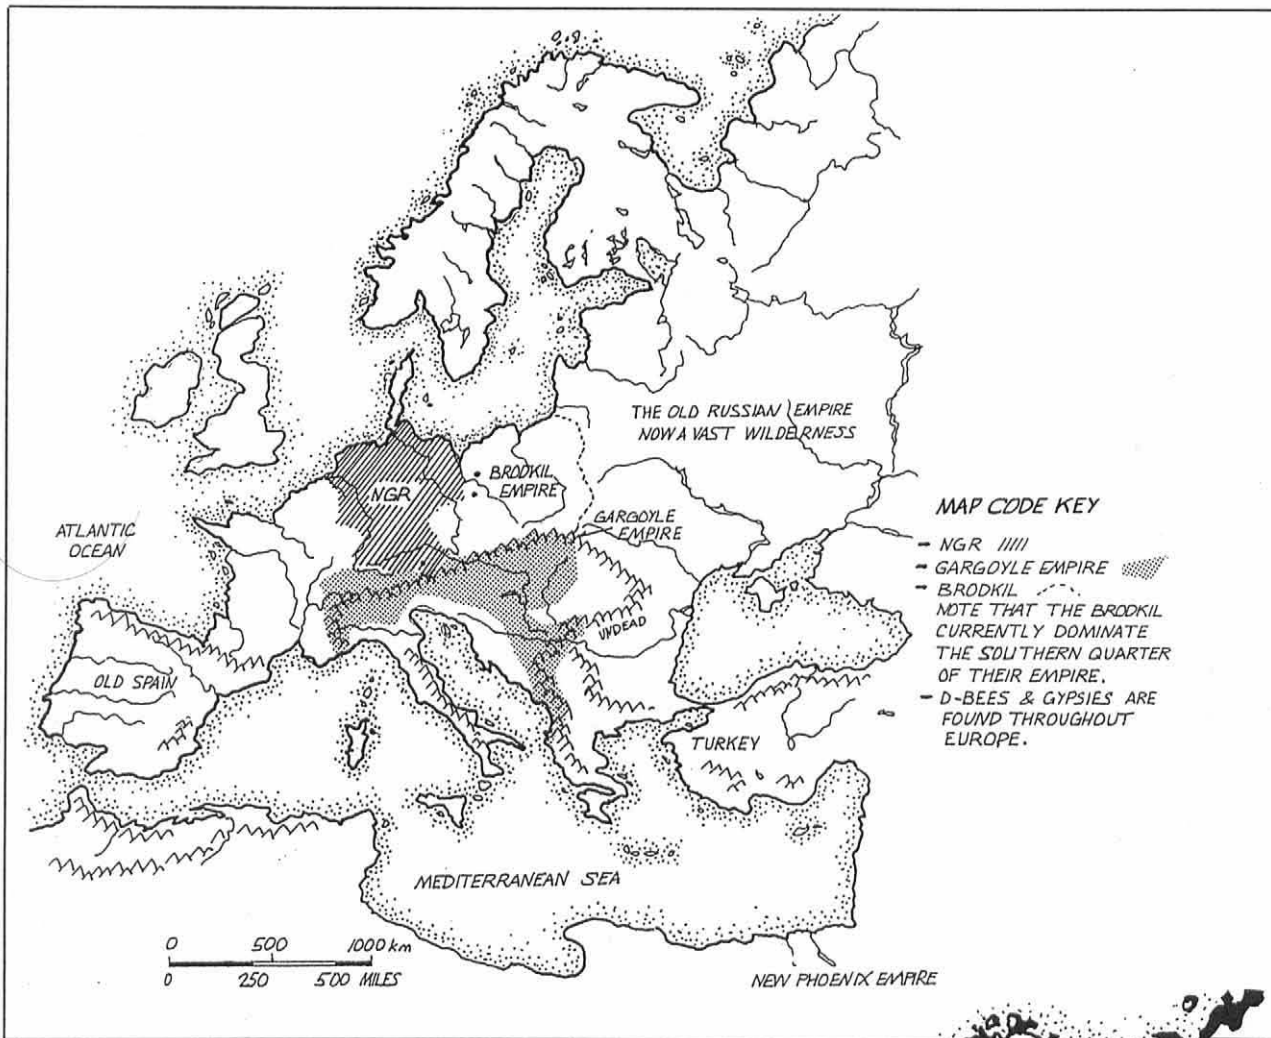 THE OLD RUSSIAN EMPIRE
NOW A VAST WILDERNESS
BRODKIL
EMPIRE
NGR
GARGOYLE
EMPIRE
ATLANTIC
OCEAN
MAP CODE KEY
- NGR /////
- GARGOYLE EMPIRE
- BRODKIL
NOTE THAT THE BRODKIL
CURRENTLY DOMINATE
THE SOUTHERN QUARTER
OF THEIR EMPIRE.
- D-BEES & GYPSIES ARE
FOUND THROUGHOUT
EUROPE.
UNDEAD
OLD SPAIN
TURKEY
MEDITERRANEAN SEA
0 500 1000 km
0 250 500 MILES
NEW PHOENIX EMPIRE